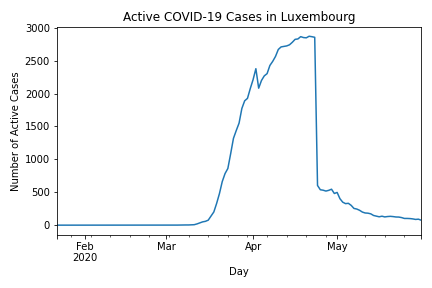 Active COVID-19 Cases in Luxembourg
Number of Active Cases
3000
2500
2000
1500
1000
500
0
Feb
2020
Mar
Apr
May
Day